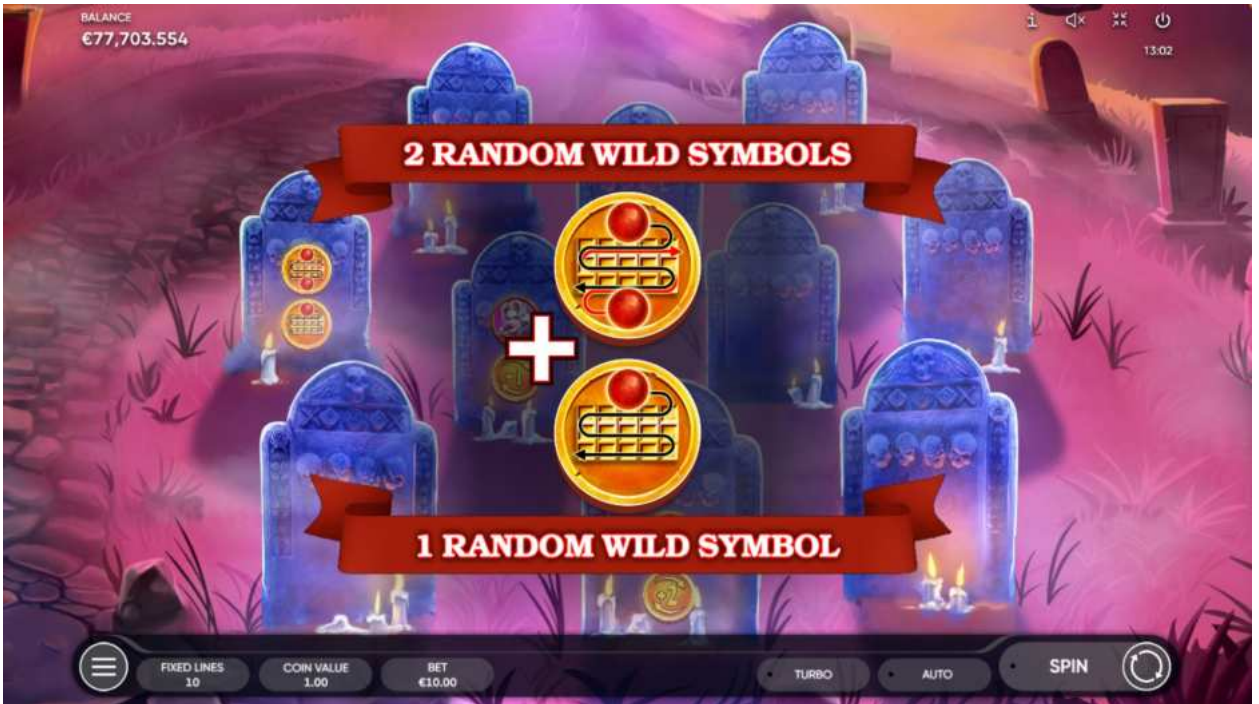 BALANCE
€77,703.554
i
13:02
2 RANDOM WILD SYMBOLS
1 RANDOM WILD SYMBOL
+2
FIXED LINES
10
COIN VALUE
1.00
BET
€10.00
TURBO
AUTO
SPIN